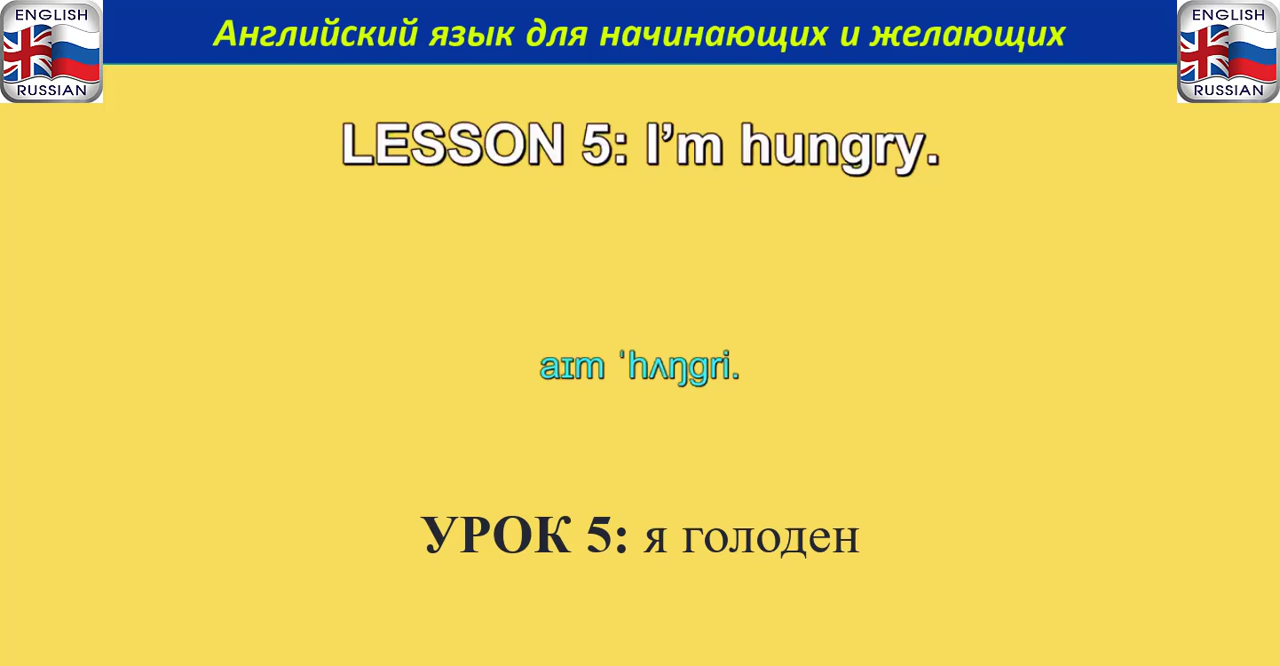 ENGLISH
RUSSIAN
Английский язык для начинающих и желающих
ENGLISH
RUSSIAN
LESSON 5: I’m hungry.
aɪm ˈhʌŋgri.
УРОК 5: я голоден